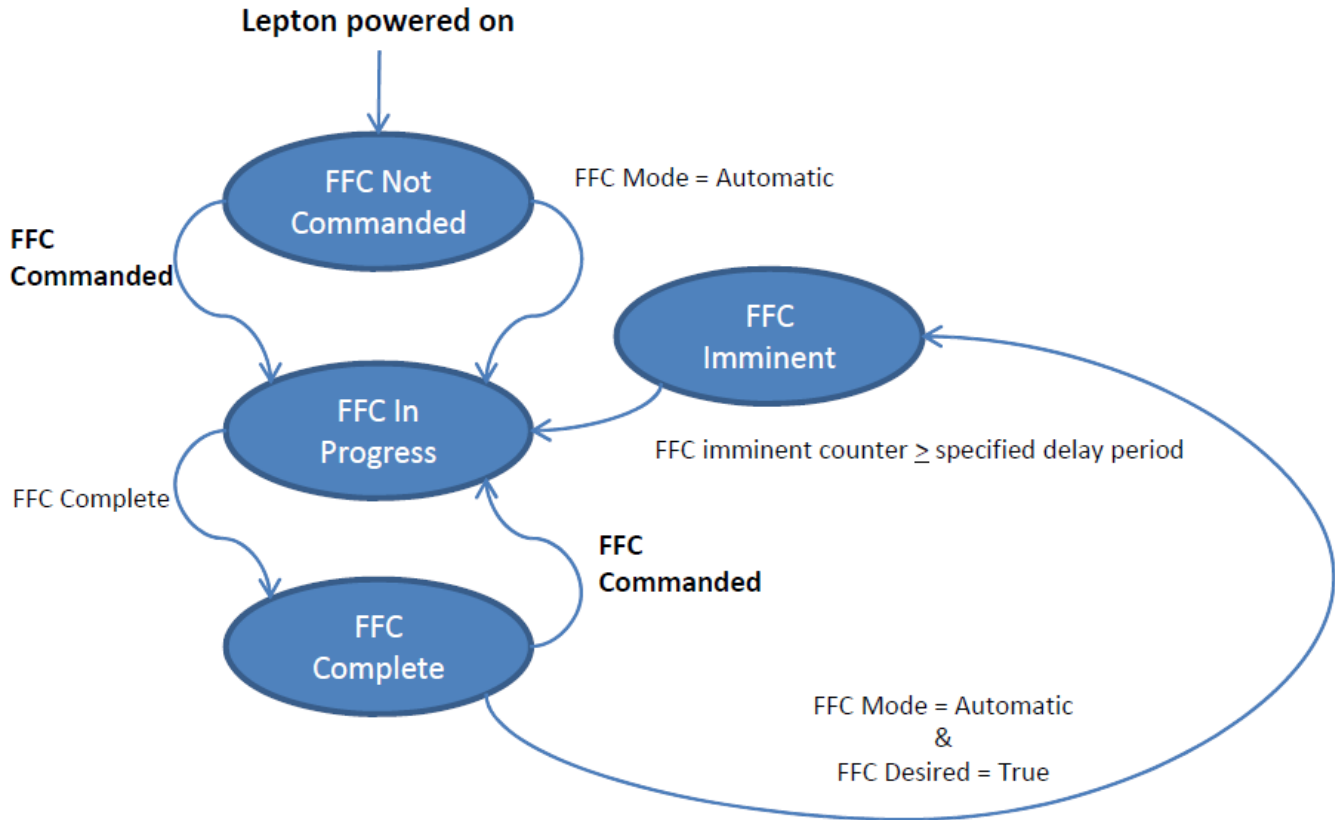 Lepton powered on
FFC Not
Commanded
FFC Mode = Automatic
FFC
Commanded
FFC
Imminent
FFC In
Progress
FFC imminent counter ≥ specified delay period
FFC Complete
FFC
Commanded
FFC
Complete
FFC Mode = Automatic
&
FFC Desired = True